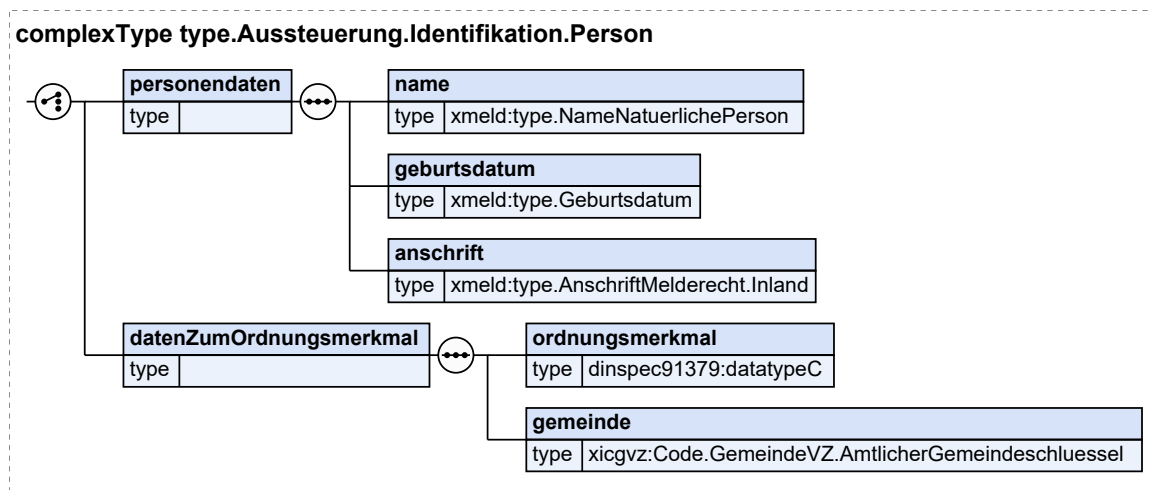 complexType type.Aussteuerung.Identifikation.Person
personendaten
type
name
type xmeld:type.NameNatuerlichePerson
geburtsdatum
type xmeld:type.Geburtsdatum
anschrift
type xmeld:type.AnschriftMelderecht.Inland
datenZumOrdnungsmerkmal
type
ordnungsmerkmal
type dinspec91379:datatypeC
gemeinde
type xicgvz:Code.GemeindeVZ.AmtlicherGemeindeschluessel